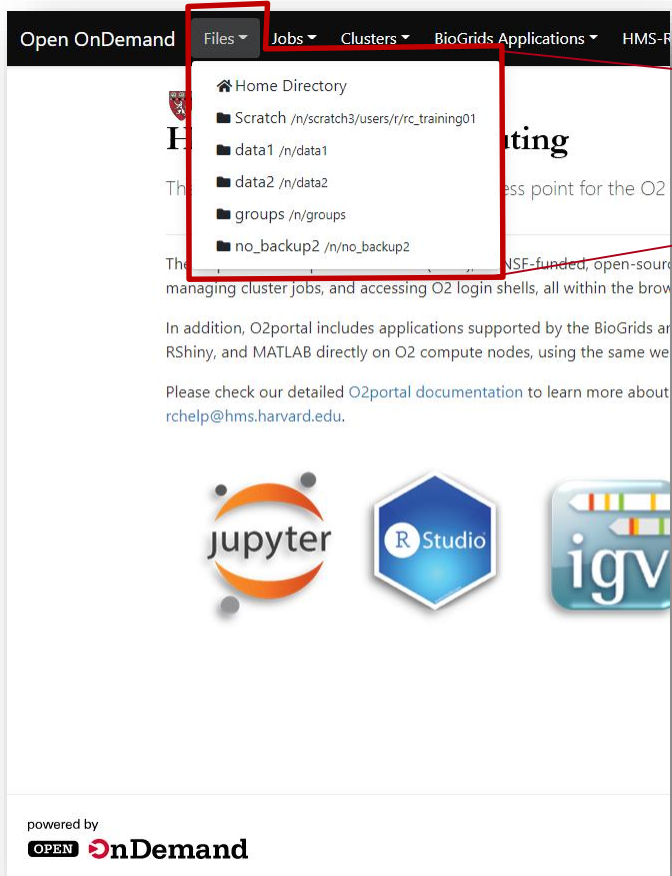 Open OnDemand Files Jobs Clusters BioGrids Applications HMS-R
Home Directory
Scratch /n/scratch3/users/r/rc_training01
data1 /n/data1
data2 /n/data2
groups /n/groups
no_backup2 /n/no_backup2
H uting
Th ess point for the O2
The NSF-funded, open-sourc
managing cluster jobs, and accessing O2 login shells, all within the brow
In addition, O2portal includes applications supported by the BioGrids an
RShiny, and MATLAB directly on O2 compute nodes, using the same we
Please check our detailed O2portal documentation to learn more about
rchelp@hms.harvard.edu.
jupyter
R Studio
igv
powered by
OPEN OnDemand